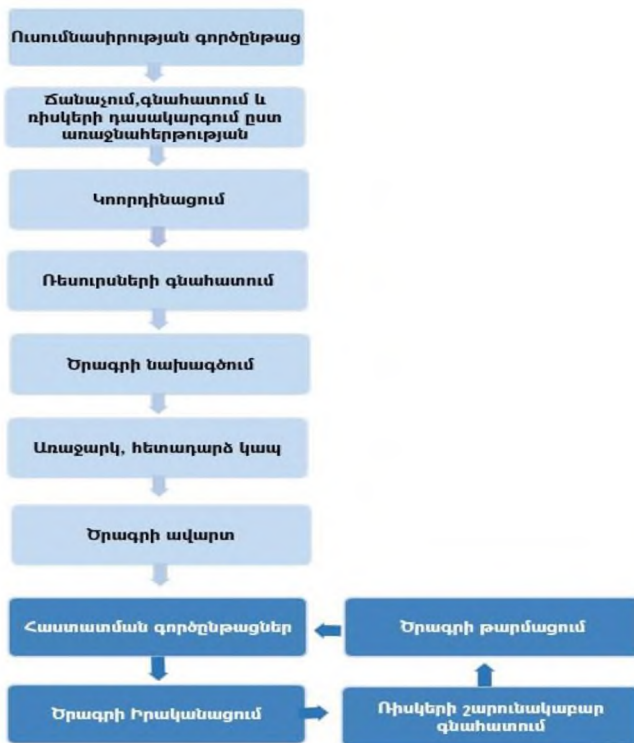 Ուսումնասիրության գործընթաց
Ճանաչում,գնահատում և
ռիսկերի դասակարգում ըստ
առաջնահերթության
Կոորդինացում
Ռեսուրսների գնահատում
Ծրագրի նախագծում
Առաջարկ, հետադարձ կապ
Ծրագրի ավարտ
Հաստատման գործընթացներ
Ծրագրի թարմացում
Ծրագրի Իրականացում
Ռիսկերի շարունակաբար
գնահատում